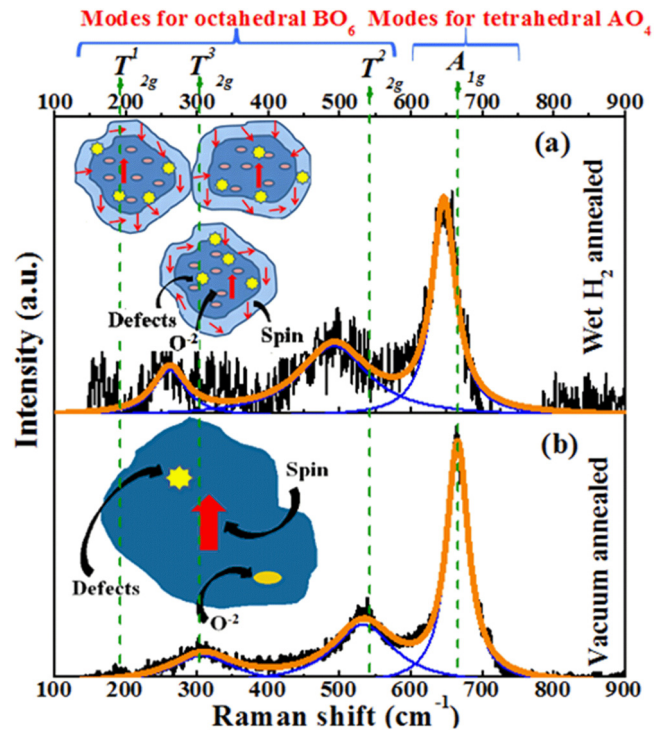 Modes for octahedral BO6 Modes for tetrahedral AO4
T¹2g T³2g T²2g A1g
100 200 300 400 500 600 700 800 900
(a)
Defects
O-2
Spin
Wet H2 annealed
Intensity (a.u.)
(b)
Spin
Defects
O-2
Vacuum annealed
100 200 300 400 500 600 700 800 900
Raman shift (cm-1)